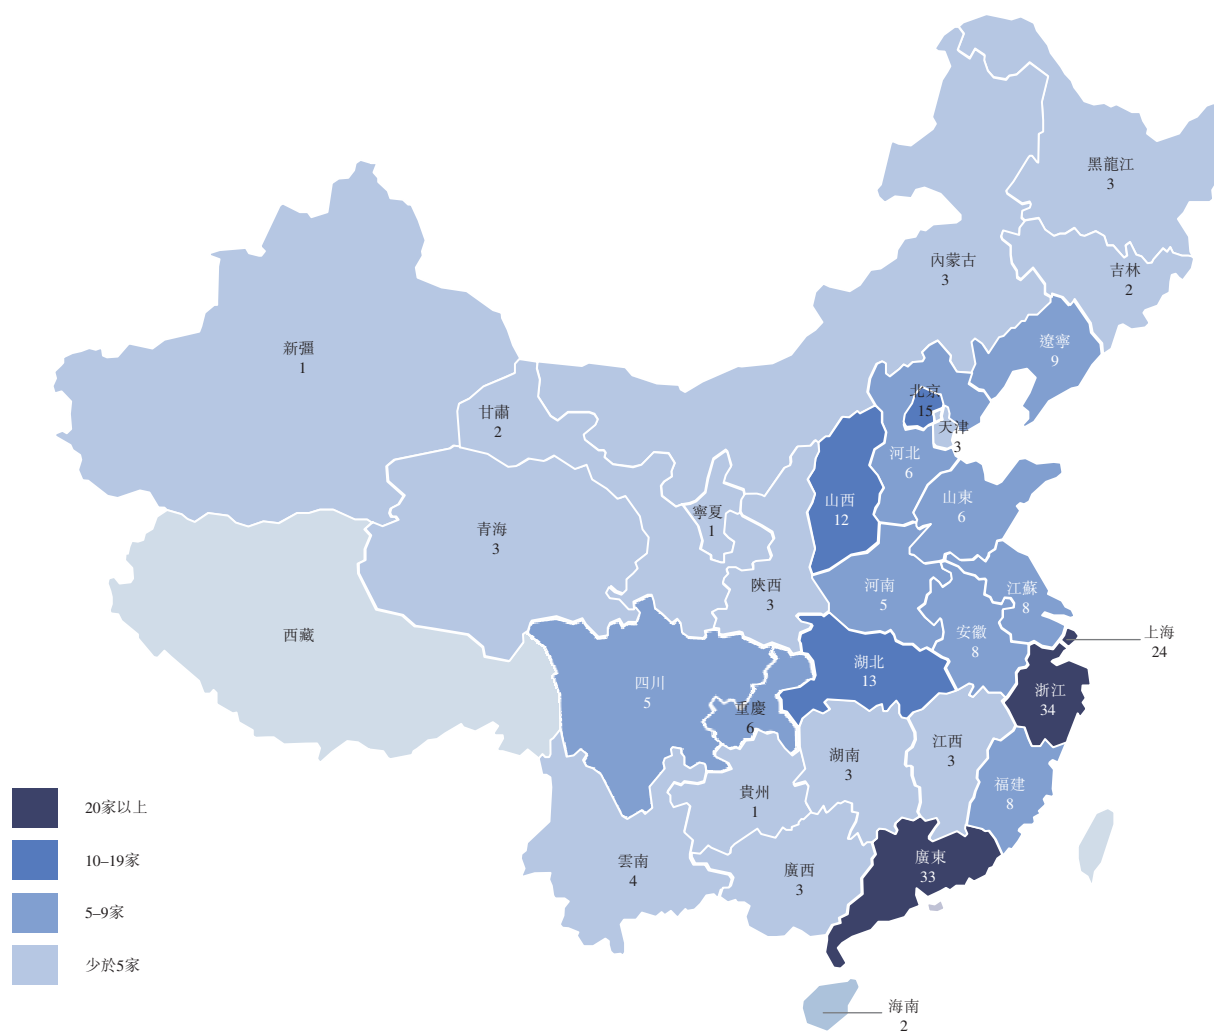 黑龍江
3
內蒙古
3
吉林
2
遼寧
9
新疆
1
北京
15
甘肅
2
天津
3
河北
6
山西
12
山東
6
寧夏
1
青海
3
陝西
3
河南
5
江蘇
8
西藏
安徽
8
上海
24
湖北
13
四川
5
浙江
34
重慶
6
江西
3
湖南
3
福建
8
貴州
1
20家以上
10–19家
廣東
33
雲南
4
廣西
3
5–9家
少於5家
海南
2